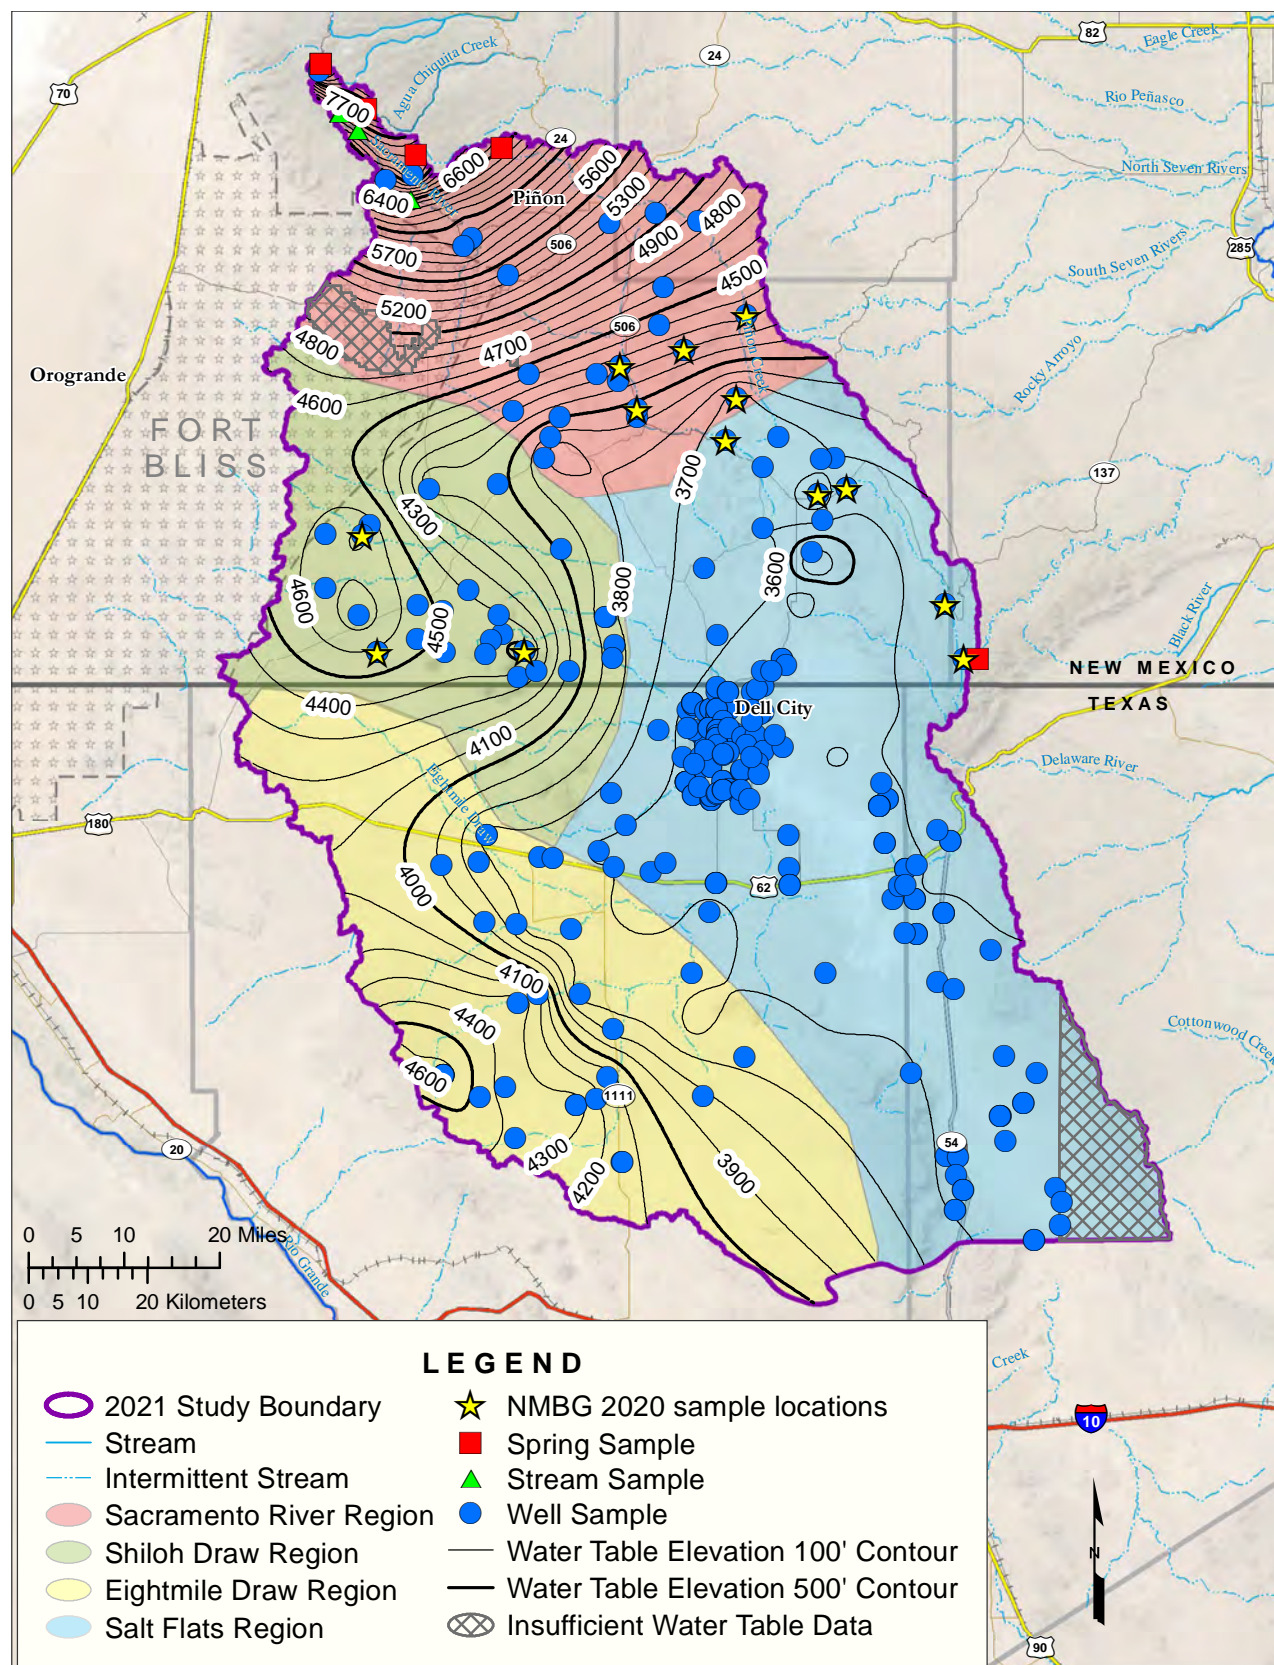 82
Eagle Creek
24
Agua Chiquita Creek
70
Rio Peñasco
7700
24
North Seven Rivers
Sacramento River
6600
5600
6400
Piñon
5300
4800
4900
506
5700
South Seven Rivers
285
4500
5200
506
4800
4700
Piñon Creek
Orogrande
Rocky Arroyo
4600
FORT
BLISS
3700
137
4300
3600
3800
4600
4500
Black River
NEW MEXICO
TEXAS
4400
Dell City
4100
Delaware River
Eightmile Draw
180
4000
62
4100
4400
Cottonwood Creek
4600
1111
54
20
4300
3900
4200
0 5 10 20 Miles
Rio Grande
0 5 10 20 Kilometers
LEGEND
2021 Study Boundary
Stream
Intermittent Stream
Sacramento River Region
Shiloh Draw Region
Eightmile Draw Region
Salt Flats Region
NMBG 2020 sample locations
Spring Sample
Stream Sample
Well Sample
Water Table Elevation 100' Contour
Water Table Elevation 500' Contour
Insufficient Water Table Data
Creek
10
N
90